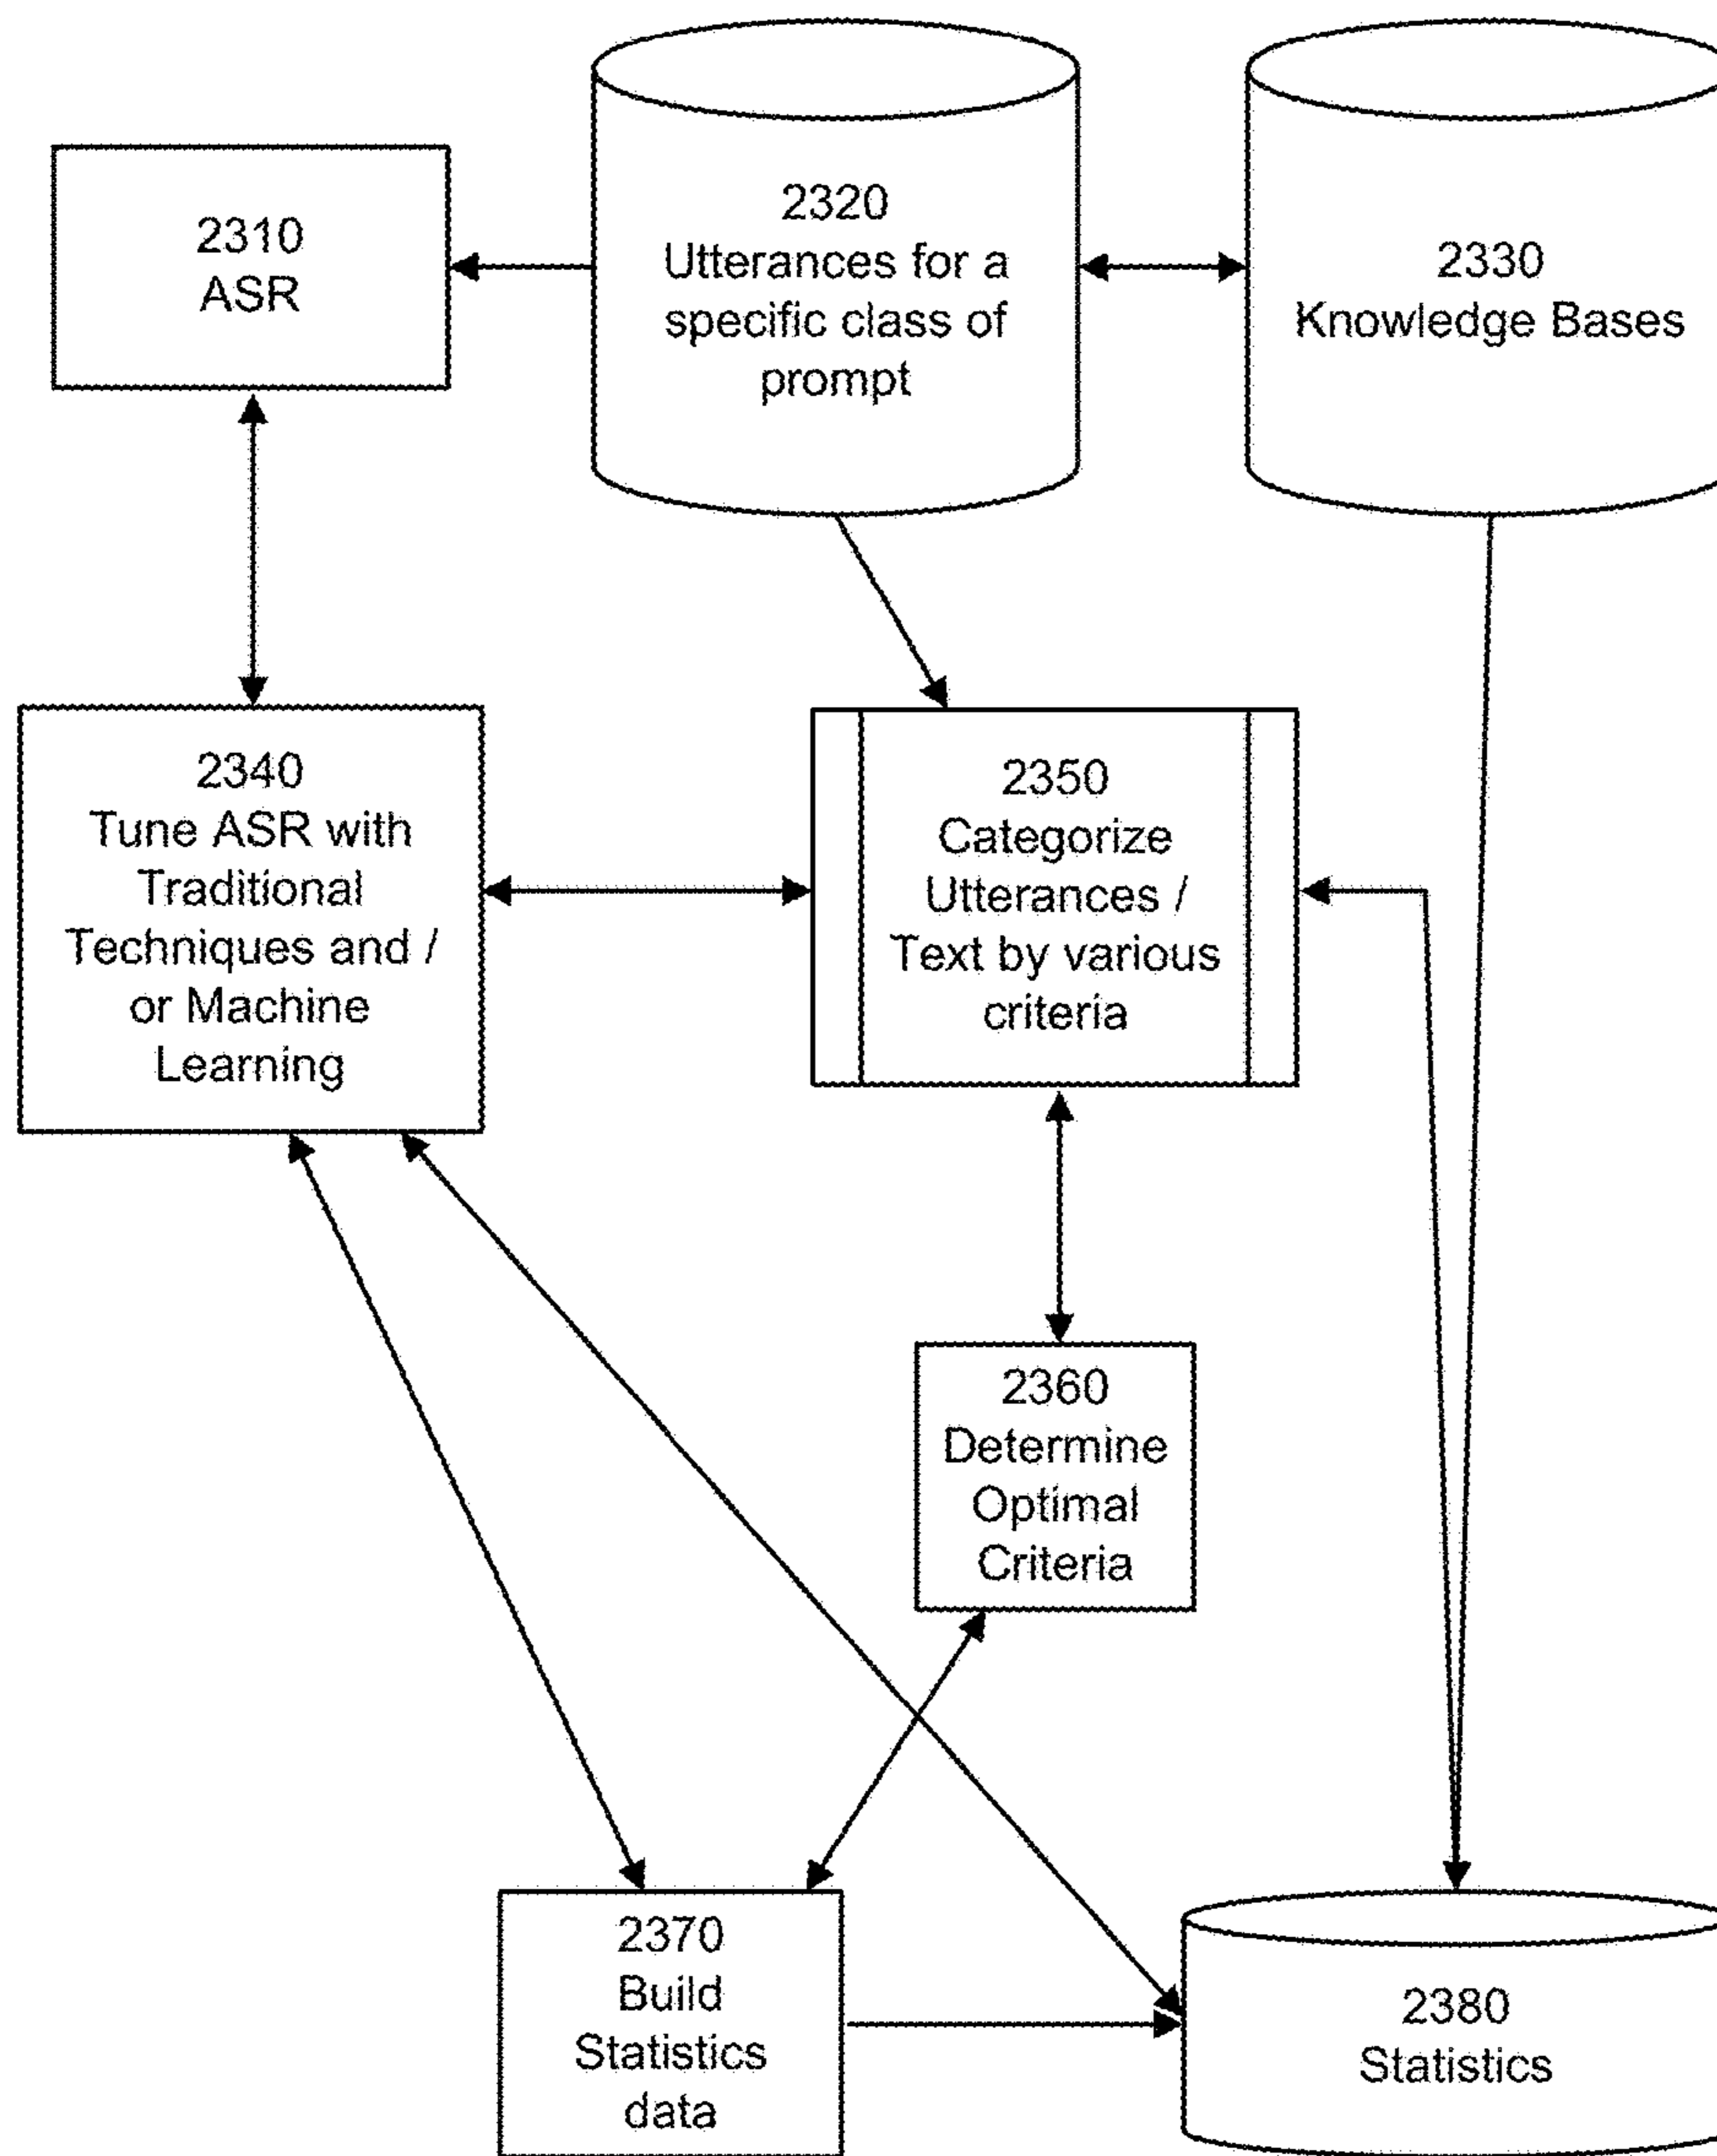 2310
ASR
2320
Utterances for a
specific class of
prompt
2330
Knowledge Bases
2340
Tune ASR with
Traditional
Techniques and /
or Machine
Learning
2350
Categorize
Utterances /
Text by various
criteria
2360
Determine
Optimal
Criteria
2370
Build
Statistics
data
2380
Statistics